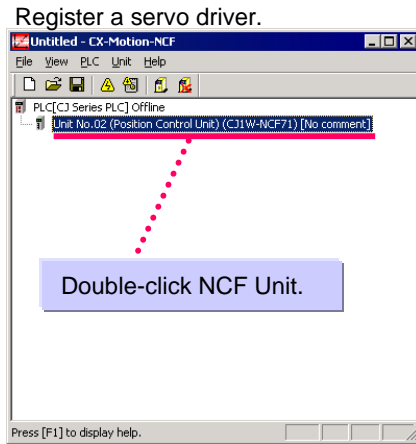 Register a servo driver.
Untitled - CX-Motion-NCF
File View PLC Unit Help
PLC[CJ Series PLC] Offline
Unit No.02 (Position Control Unit) (CJ1W-NCF71) [No comment]
Double-click NCF Unit.
Press [F1] to display help.